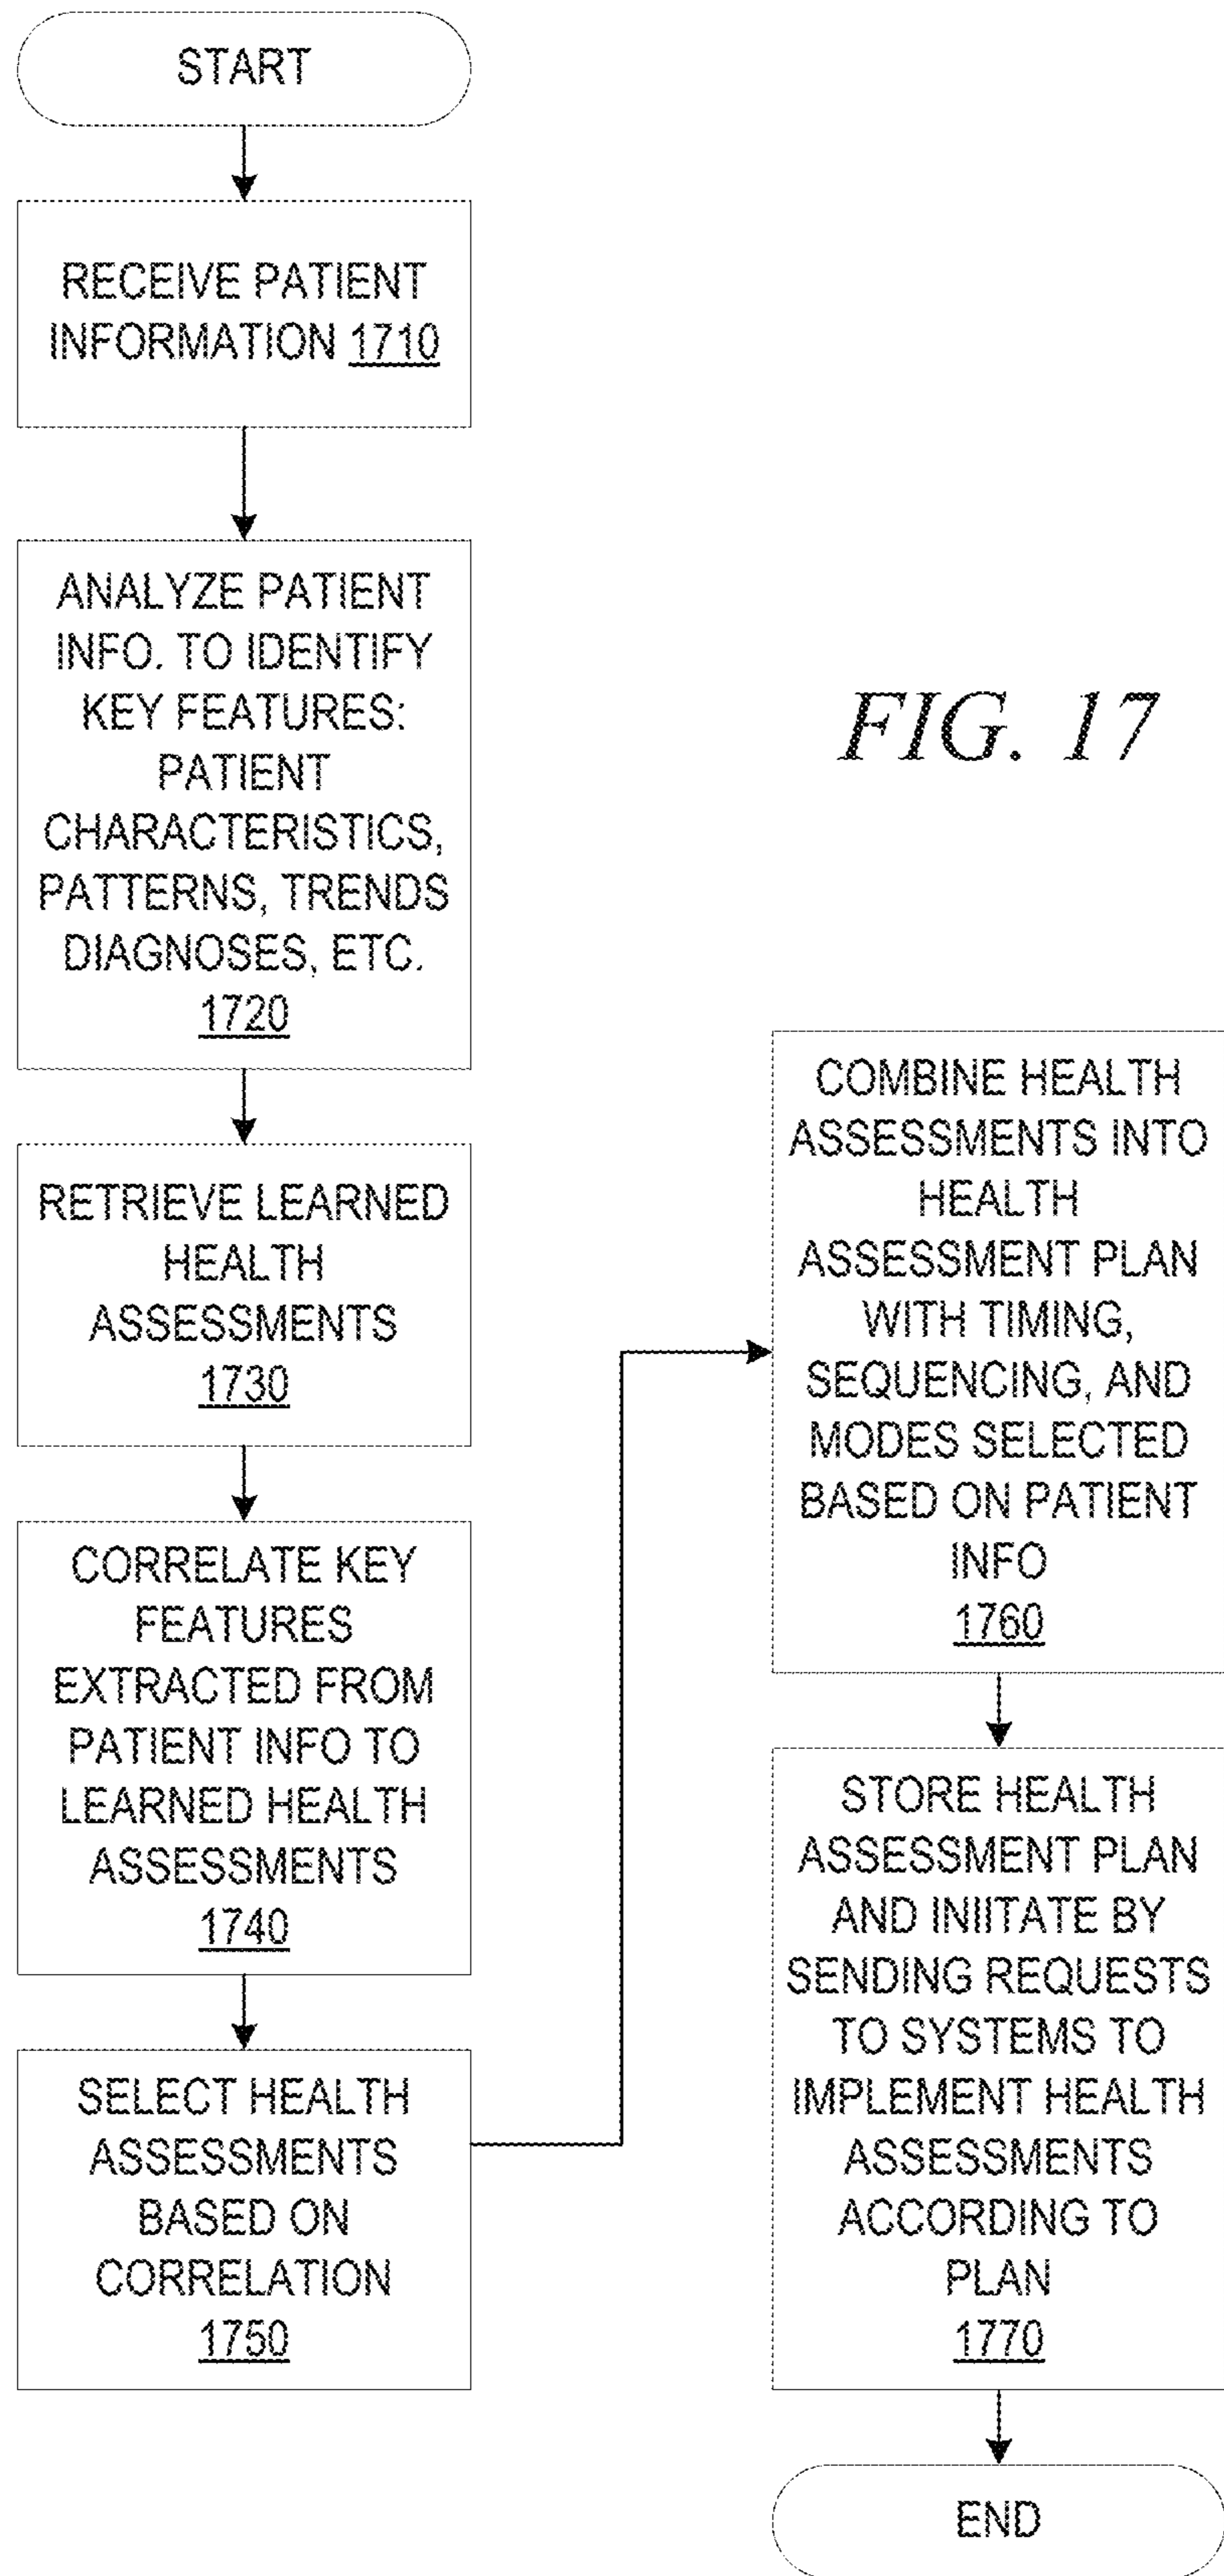 START
RECEIVE PATIENT
INFORMATION 1710
ANALYZE PATIENT
INFO. TO IDENTIFY
KEY FEATURES:
PATIENT
CHARACTERISTICS,
PATTERNS, TRENDS
DIAGNOSES, ETC.
1720
RETRIEVE LEARNED
HEALTH
ASSESSMENTS
1730
CORRELATE KEY
FEATURES
EXTRACTED FROM
PATIENT INFO TO
LEARNED HEALTH
ASSESSMENTS
1740
SELECT HEALTH
ASSESSMENTS
BASED ON
CORRELATION
1750
FIG. 17
COMBINE HEALTH
ASSESSMENTS INTO
HEALTH
ASSESSMENT PLAN
WITH TIMING,
SEQUENCING, AND
MODES SELECTED
BASED ON PATIENT
INFO
1760
STORE HEALTH
ASSESSMENT PLAN
AND INIITATE BY
SENDING REQUESTS
TO SYSTEMS TO
IMPLEMENT HEALTH
ASSESSMENTS
ACCORDING TO
PLAN
1770
END